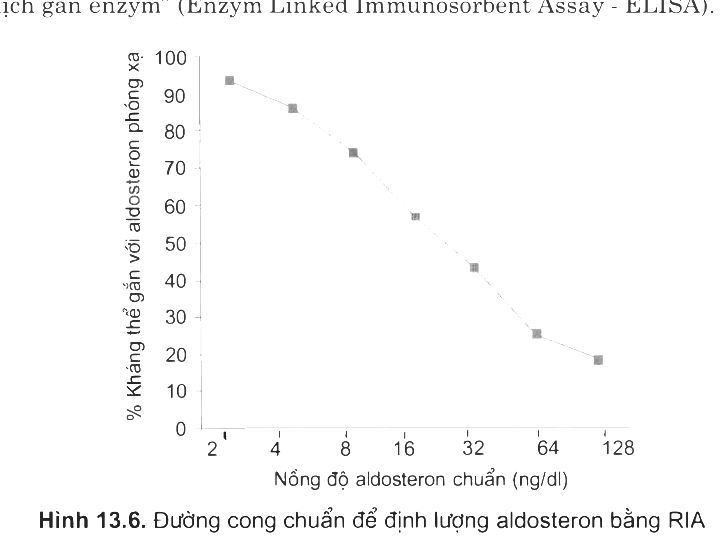 ịch gắn enzym" (Enzym Linked Immunosorbent Assay - ELISA).
% Kháng thể gắn với aldosteron phóng xạ
100
90
80
70
60
50
40
30
20
10
0
2 4 8 16 32 64 128
Nồng độ aldosteron chuẩn (ng/dl)
Hình 13.6. Đường cong chuẩn để định lượng aldosteron bằng RIA